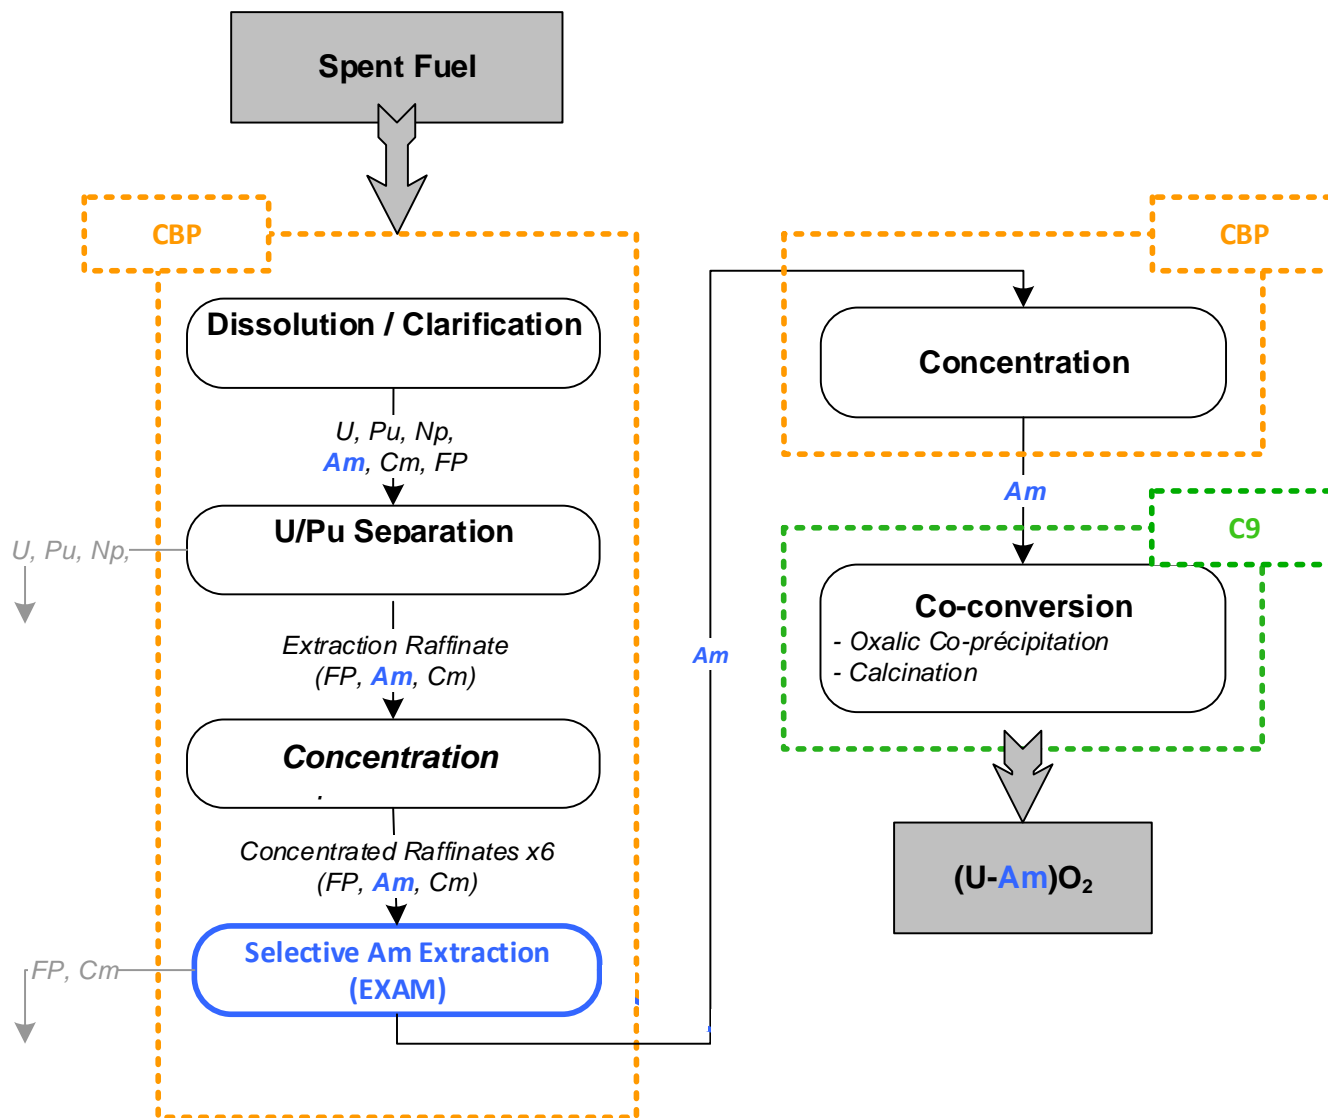 Spent Fuel
CBP
Dissolution / Clarification
U, Pu, Np,
Am, Cm, FP
U/Pu Separation
U, Pu, Np,
Extraction Raffinate
(FP, Am, Cm)
Concentration
.
Concentrated Raffinates x6
(FP, Am, Cm)
Selective Am Extraction
(EXAM)
FP, Cm
Am
CBP
Concentration
Am
C9
Co-conversion
- Oxalic Co-précipitation
- Calcination
(U-Am)O₂